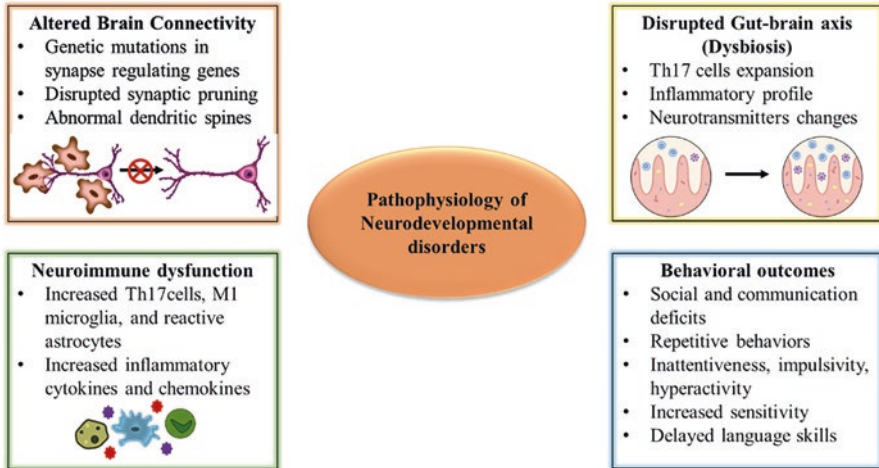 Altered Brain Connectivity
• Genetic mutations in
synapse regulating genes
• Disrupted synaptic pruning
• Abnormal dendritic spines
Disrupted Gut-brain axis
(Dysbiosis)
• Th17 cells expansion
• Inflammatory profile
• Neurotransmitters changes
Pathophysiology of
Neurodevelopmental
disorders
Neuroimmune dysfunction
• Increased Th17cells, M1
microglia, and reactive
astrocytes
• Increased inflammatory
cytokines and chemokines
Behavioral outcomes
• Social and communication
deficits
• Repetitive behaviors
• Inattentiveness, impulsivity,
hyperactivity
• Increased sensitivity
• Delayed language skills